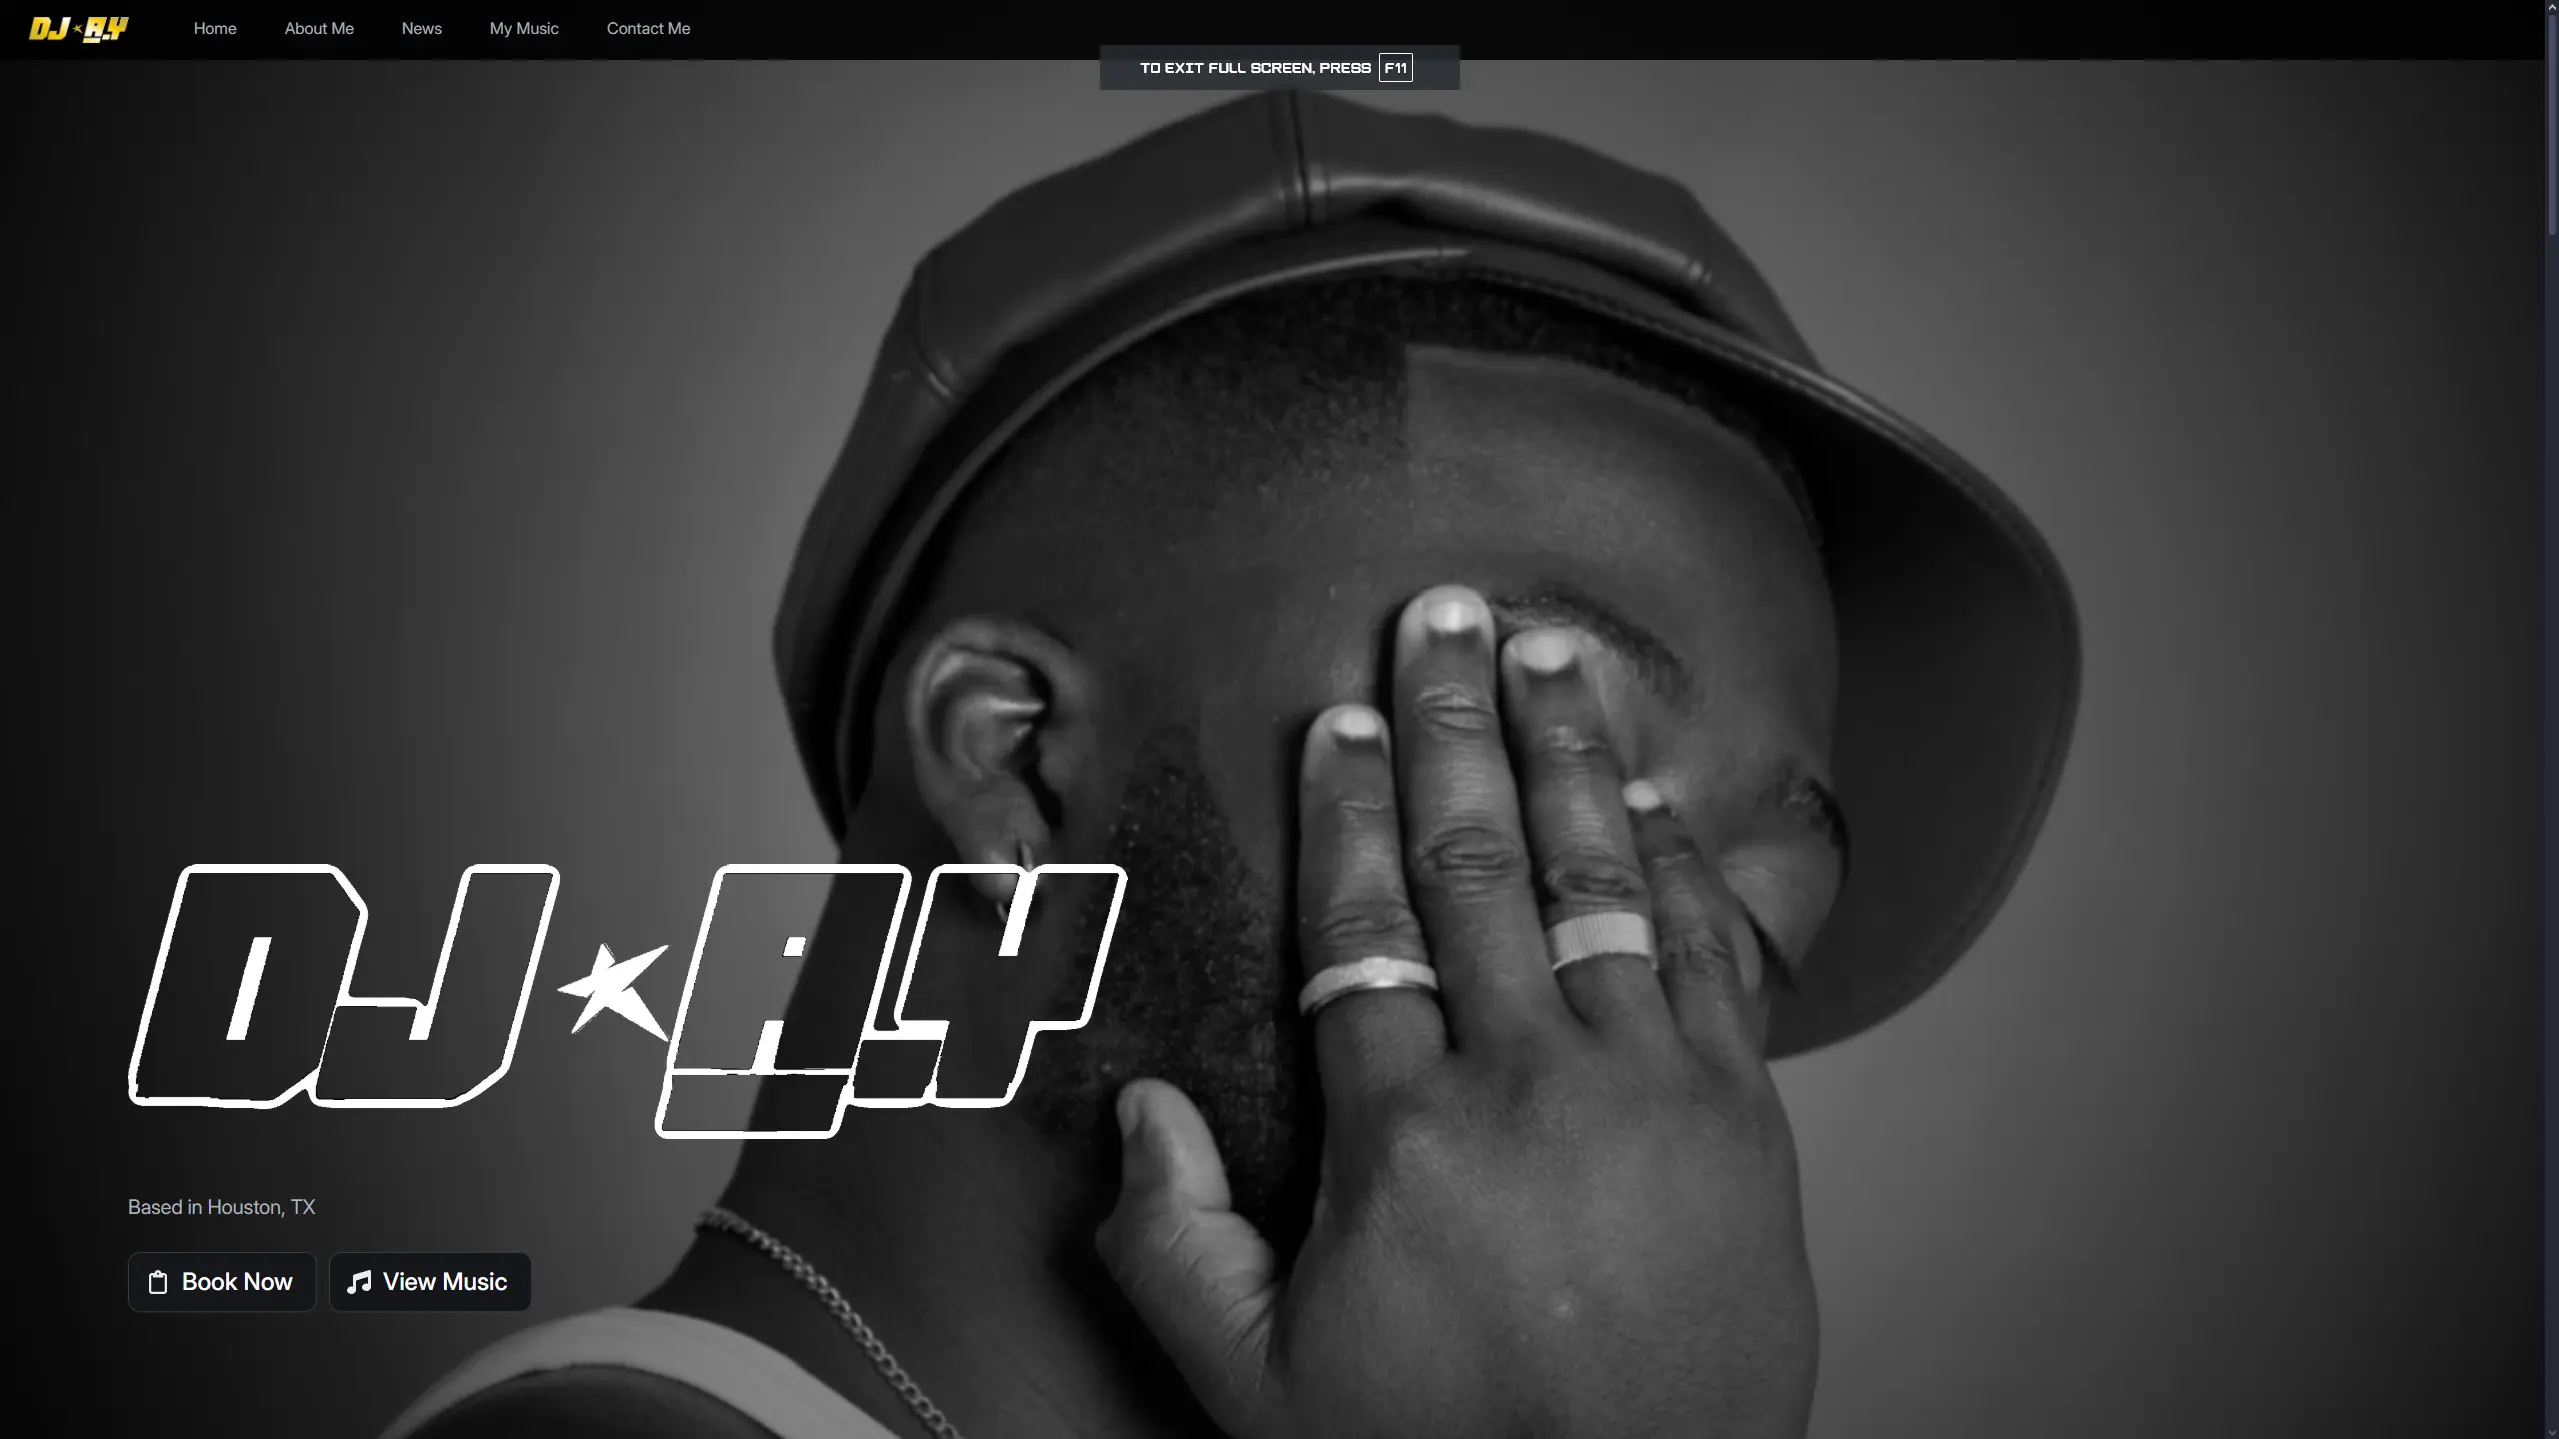 DJ★A.Y
Home
About Me
News
My Music
Contact Me
TO EXIT FULL SCREEN, PRESS F11
DJ★A.Y
Based in Houston, TX
Book Now
View Music